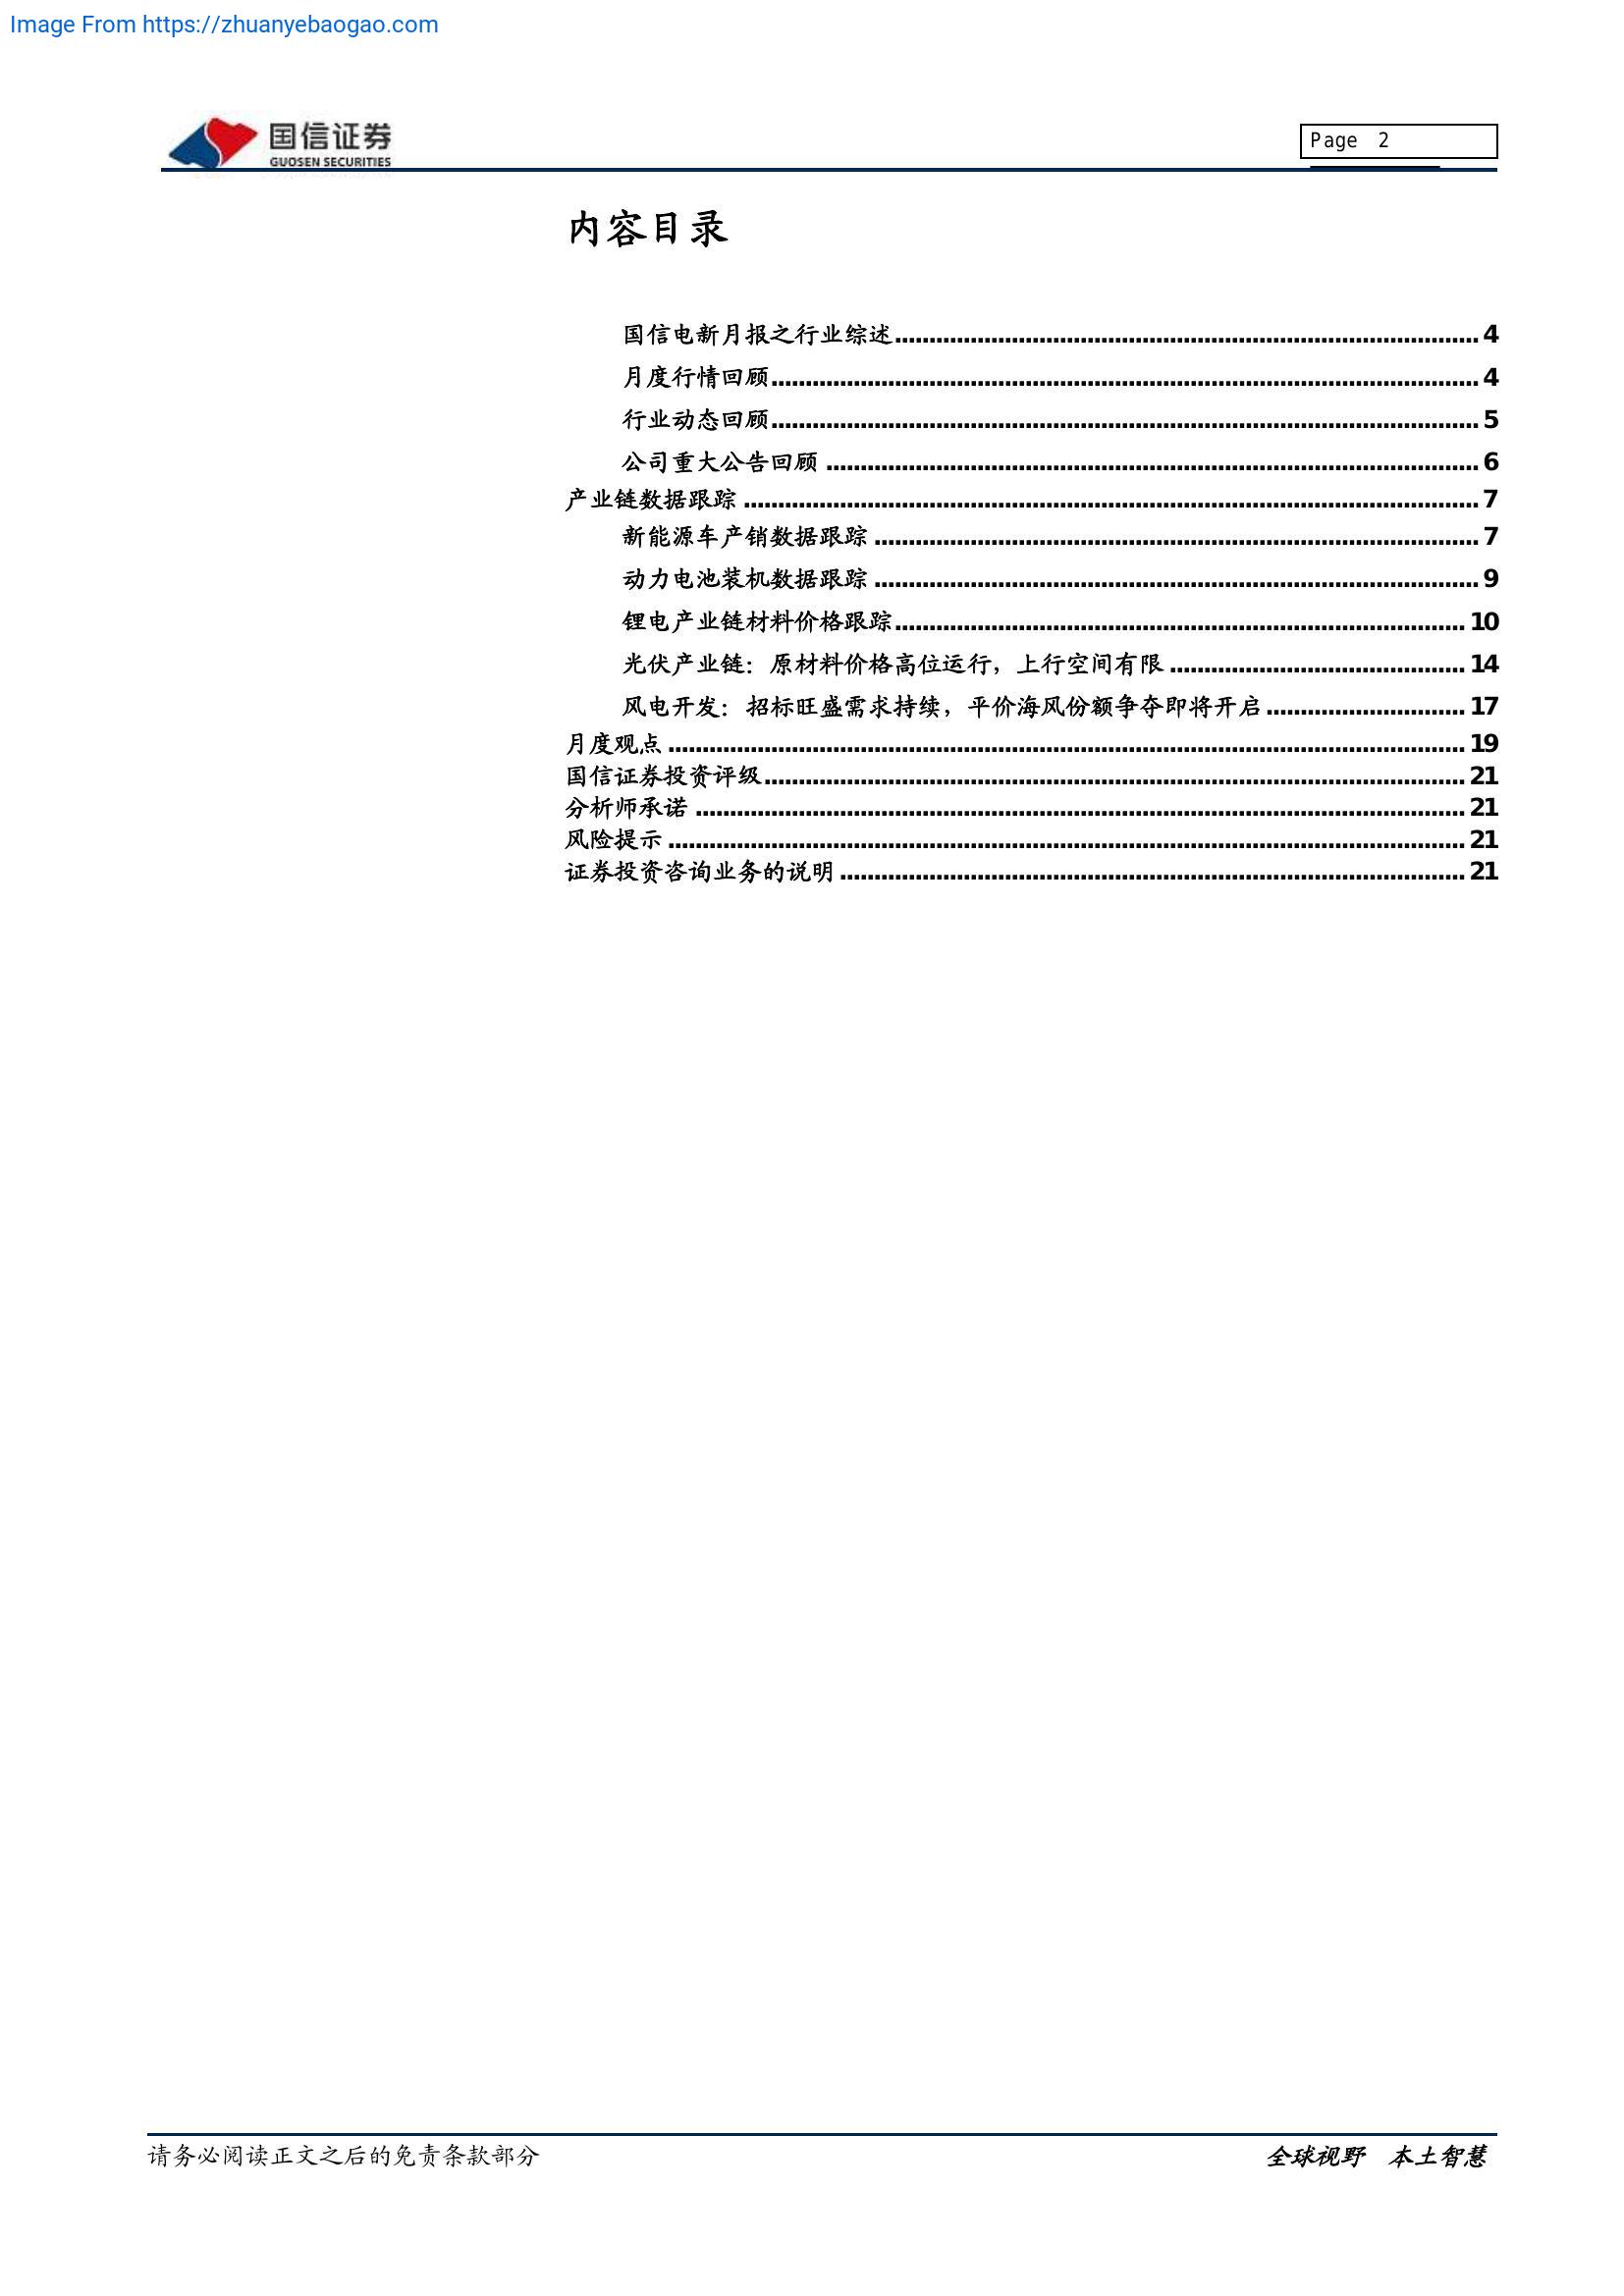 Image From https://zhuanyebaogao.com
国信证券
GUOSEN SECURITIES
Page 2
内容目录
国信电新月报之行业综述 4
月度行情回顾 4
行业动态回顾 5
公司重大公告回顾 6
产业链数据跟踪 7
新能源车产销数据跟踪 7
动力电池装机数据跟踪 9
锂电产业链材料价格跟踪 10
光伏产业链：原材料价格高位运行，上行空间有限 14
风电开发：招标旺盛需求持续，平价海风份额争夺即将开启 17
月度观点 19
国信证券投资评级 21
分析师承诺 21
风险提示 21
证券投资咨询业务的说明 21
请务必阅读正文之后的免责条款部分
全球视野 本土智慧